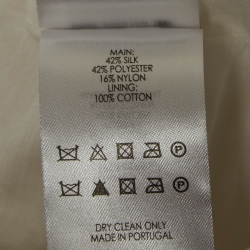 MAIN:
42% SILK
42% POLYESTER
16% NYLON
LINING;
100% COTTON
P
P
DRY CLEAN ONLY
MADE IN PORTUGAL